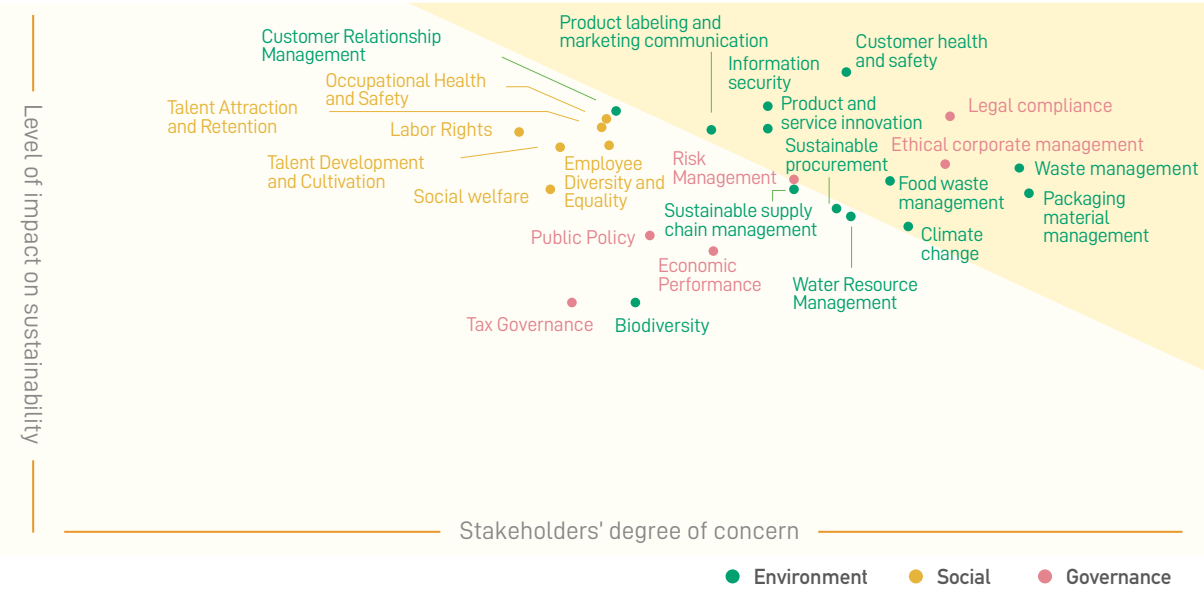 Product labeling and
marketing communication
Customer Relationship
Management
Customer health
and safety
Information
security
Occupational Health
and Safety
Talent Attraction
and Retention
Product and
service innovation
Legal compliance
Labor Rights
Sustainable
procurement
Ethical corporate management
Talent Development
and Cultivation
Employee
Diversity and
Equality
Risk
Management
Waste management
Social welfare
Food waste
management
Packaging
material
management
Sustainable supply
chain management
Public Policy
Climate
change
Economic
Performance
Water Resource
Management
Tax Governance
Biodiversity
Level of impact on sustainability
Stakeholders' degree of concern
Environment
Social
Governance